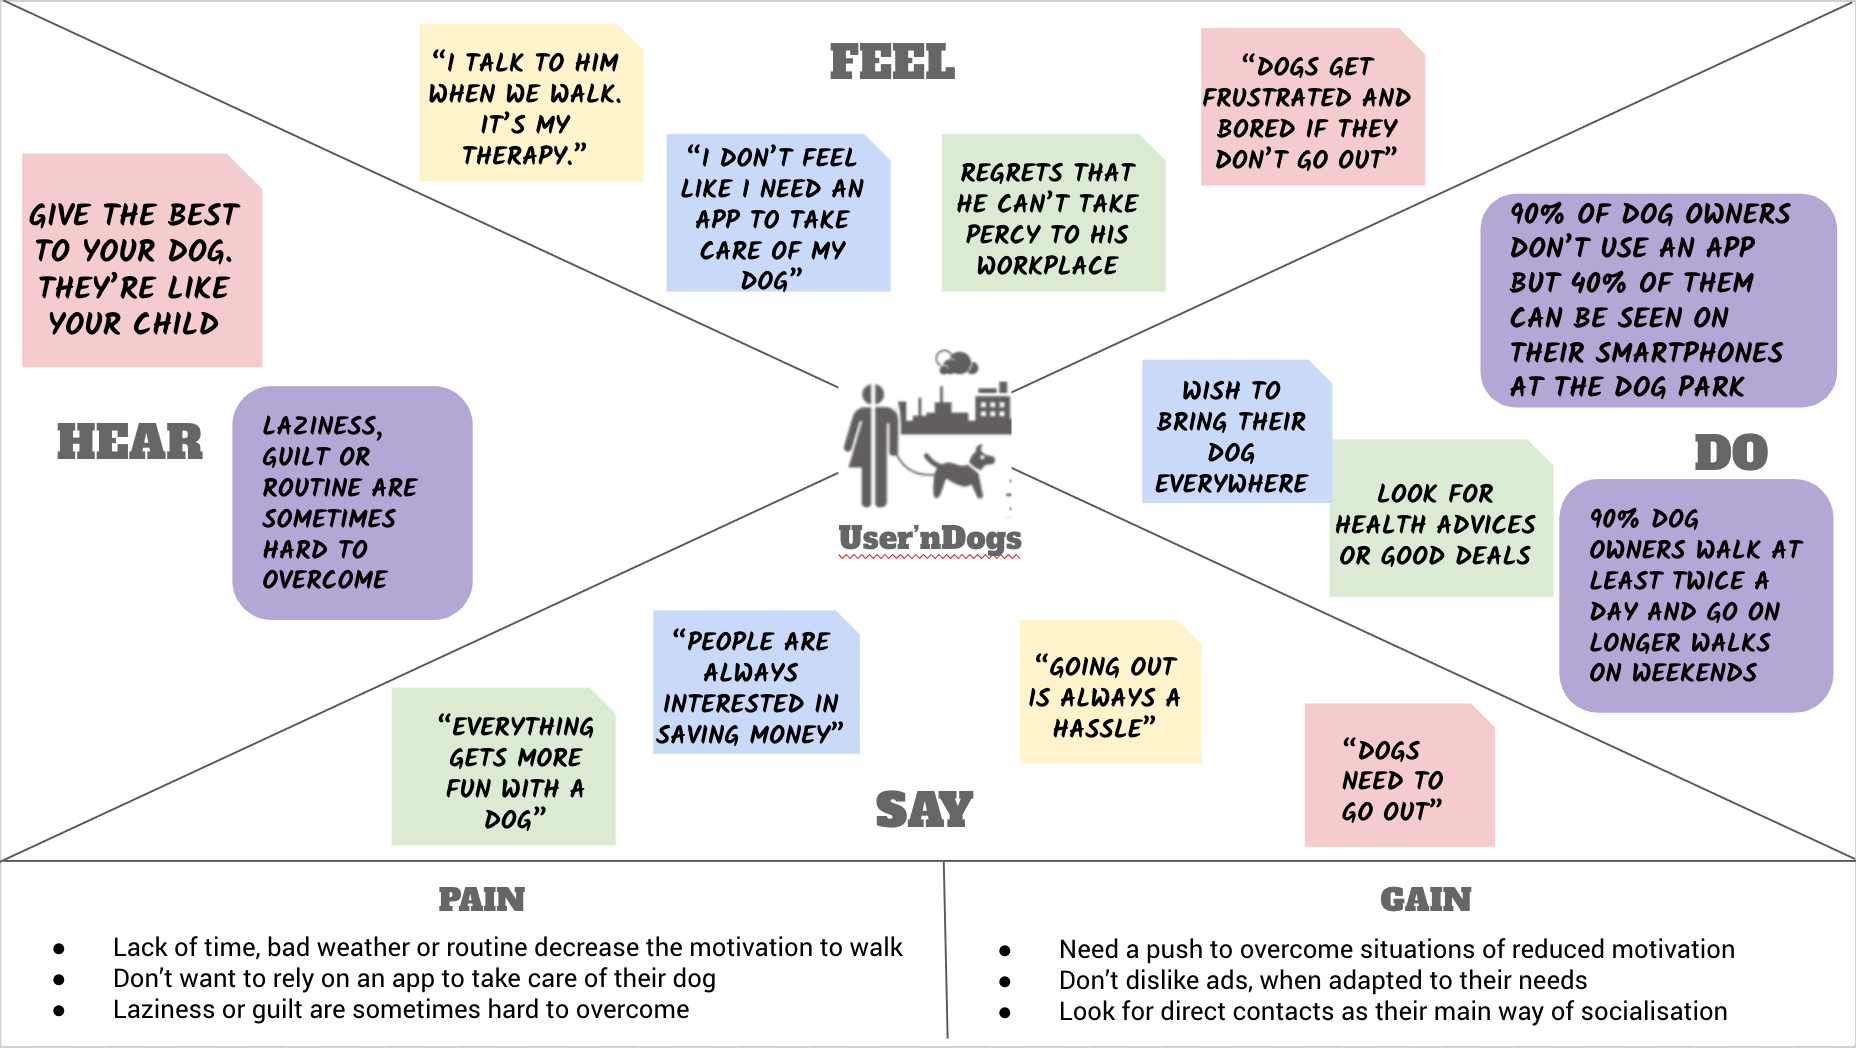 FEEL
“I TALK TO HIM
WHEN WE WALK.
IT’S MY
THERAPY.”
“I DON’T FEEL
LIKE I NEED AN
APP TO TAKE
CARE OF MY
DOG”
REGRETS THAT
HE CAN’T TAKE
PERCY TO HIS
WORKPLACE
“DOGS GET
FRUSTRATED AND
BORED IF THEY
DON’T GO OUT”
GIVE THE BEST
TO YOUR DOG.
THEY’RE LIKE
YOUR CHILD
HEAR
LAZINESS,
GUILT OR
ROUTINE ARE
SOMETIMES
HARD TO
OVERCOME
User’nDogs
90% OF DOG OWNERS
DON’T USE AN APP
BUT 40% OF THEM
CAN BE SEEN ON
THEIR SMARTPHONES
AT THE DOG PARK
WISH TO
BRING THEIR
DOG
EVERYWHERE
DO
LOOK FOR
HEALTH ADVICES
OR GOOD DEALS
90% DOG
OWNERS WALK AT
LEAST TWICE A
DAY AND GO ON
LONGER WALKS
ON WEEKENDS
“EVERYTHING
GETS MORE
FUN WITH A
DOG”
“PEOPLE ARE
ALWAYS
INTERESTED IN
SAVING MONEY”
“GOING OUT
IS ALWAYS A
HASSLE”
“DOGS
NEED TO
GO OUT”
SAY
PAIN
● Lack of time, bad weather or routine decrease the motivation to walk
● Don’t want to rely on an app to take care of their dog
● Laziness or guilt are sometimes hard to overcome
GAIN
● Need a push to overcome situations of reduced motivation
● Don’t dislike ads, when adapted to their needs
● Look for direct contacts as their main way of socialisation